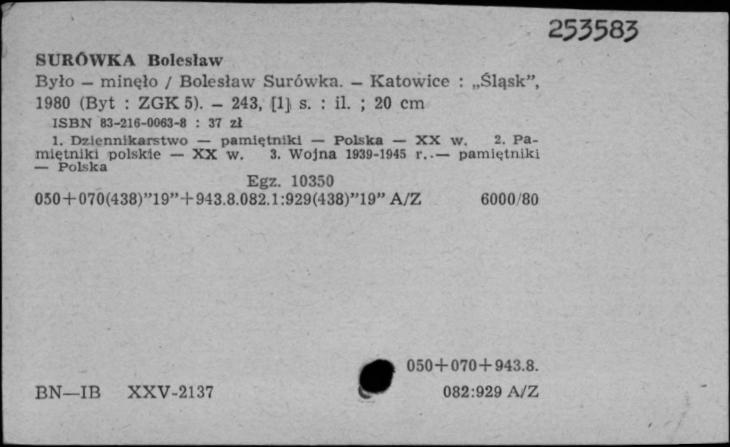 253583
SURÓWKA Bolesław
Było — minęło / Bolesław Surówka. — Katowice : „Śląsk”,
1980 (Byt : ZGK 5). — 243, [1] s. : il. ; 20 cm
ISBN 83-216-0063-8 : 37 zł
1. Dziennikarstwo — pamiętniki — Polska — XX w. 2. Pa-
miętniki polskie — XX w. 3. Wojna 1939-1945 r..— pamiętniki
— Polska
Egz. 10350
050+070(438)”19”+943.8.082.1:929(438)”19” A/Z 6000/80
050+070+943.8.
BN—IB XXV-2137 082:929 A/Z